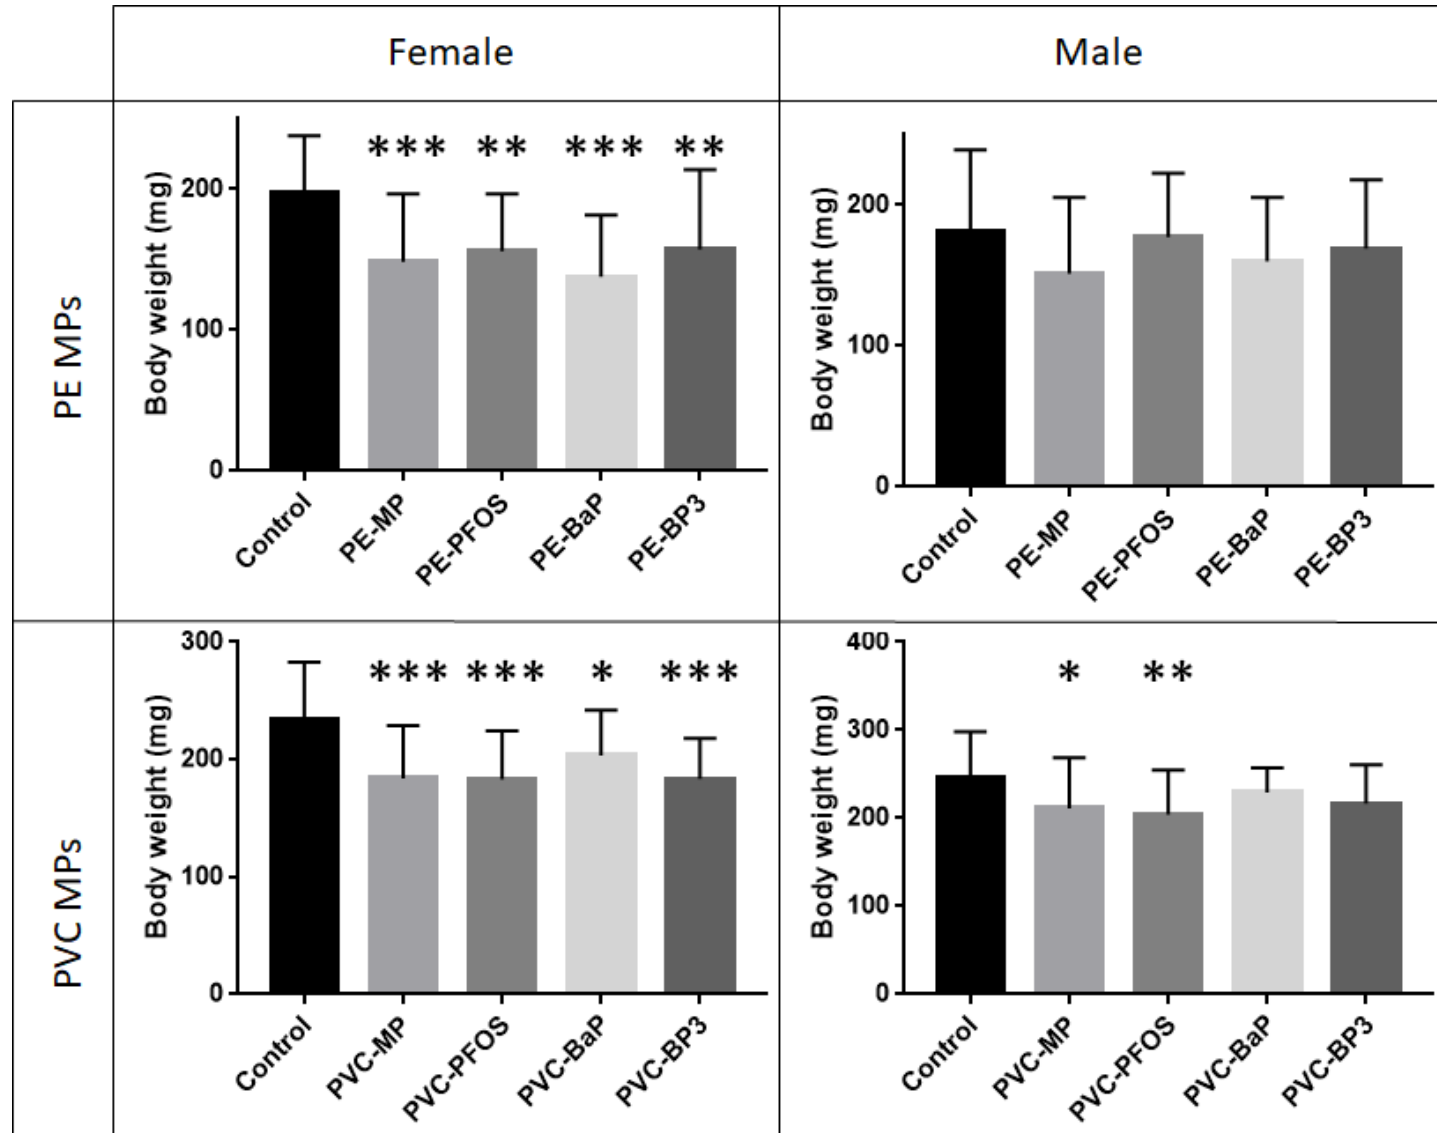 Female
Male
PE MPs
Body weight (mg)
200
100
0
*** ** *** **
Control
PE-MP
PE-PFOS
PE-BaP
PE-BP3
Body weight (mg)
200
100
0
Control
PE-MP
PE-PFOS
PE-BaP
PE-BP3
PVC MPs
Body weight (mg)
300
200
100
0
*** *** * ***
Control
PVC-MP
PVC-PFOS
PVC-BaP
PVC-BP3
Body weight (mg)
400
300
200
100
0
* **
Control
PVC-MP
PVC-PFOS
PVC-BaP
PVC-BP3